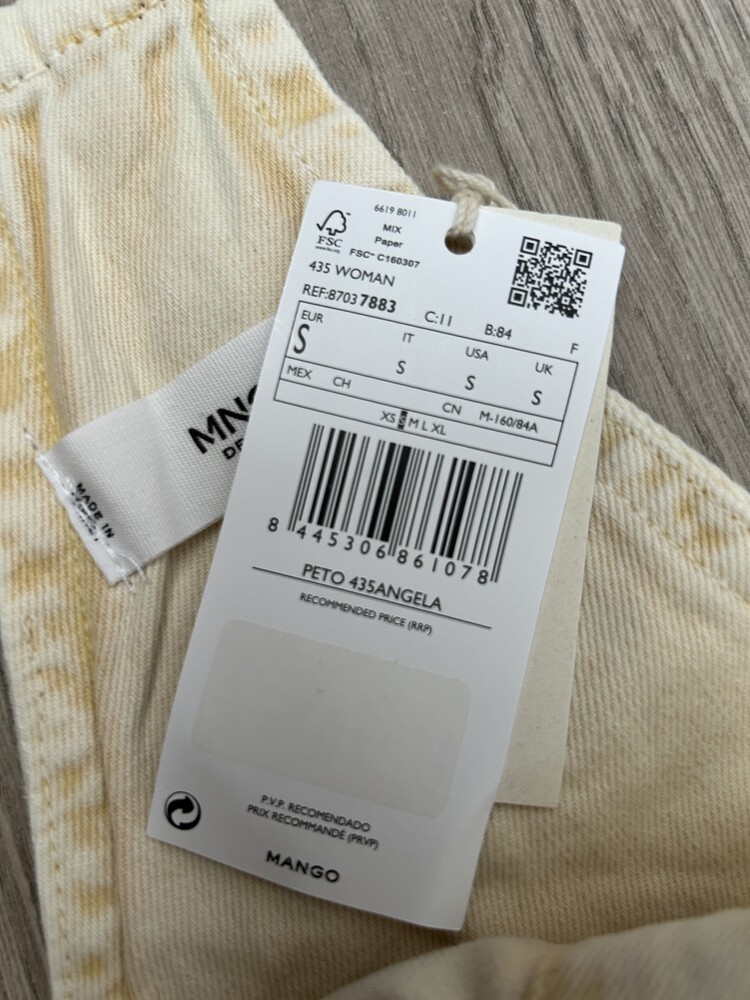 6619 8011
MIX
Paper
FSC
FSC™ C160307
435 WOMAN
REF:8703 7883 C:11 B:84 F
EUR IT USA UK
S S S S
MEX CH CN M-160/84A
XS S M L XL
8 445306 861078
PETO 435ANGELA
RECOMMENDED PRICE (RRP)
P.V.P. RECOMENDADO
PRIX RECOMMANDÉ (PRVP)
MANGO
MN
DE
MADE IN